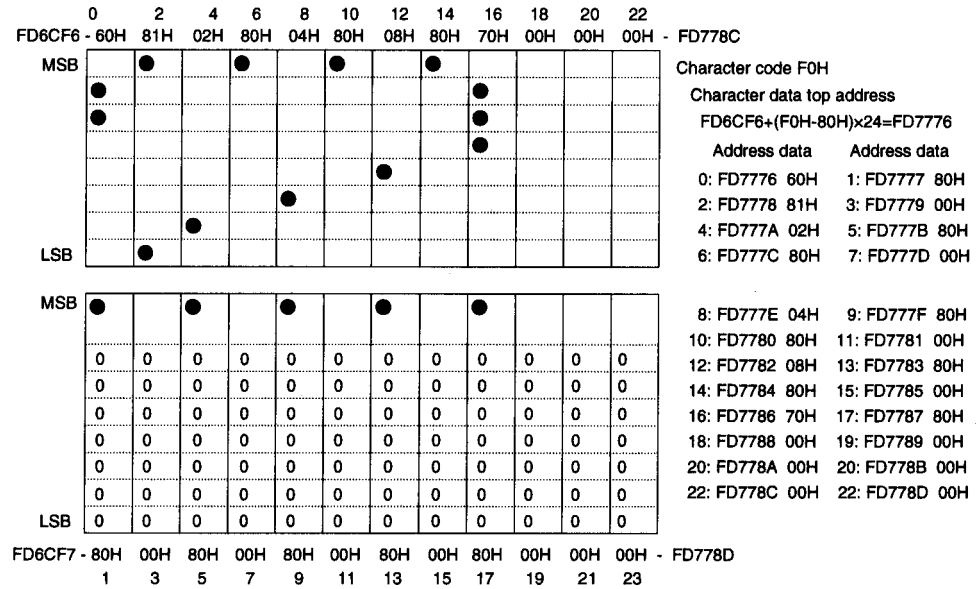 0 2 4 6 8 10 12 14 16 18 20 22
FD6CF6 - 60H 81H 02H 80H 04H 80H 08H 80H 70H 00H 00H 00H - FD778C
MSB
LSB
Character code F0H
Character data top address
FD6CF6+(F0H-80H)×24=FD7776
Address data Address data
0: FD7776 60H 1: FD7777 80H
2: FD7778 81H 3: FD7779 00H
4: FD777A 02H 5: FD777B 80H
6: FD777C 80H 7: FD777D 00H
MSB
0 0 0 0 0 0 0 0 0 0 0 0
0 0 0 0 0 0 0 0 0 0 0 0
0 0 0 0 0 0 0 0 0 0 0 0
0 0 0 0 0 0 0 0 0 0 0 0
0 0 0 0 0 0 0 0 0 0 0 0
0 0 0 0 0 0 0 0 0 0 0 0
LSB 0 0 0 0 0 0 0 0 0 0 0 0
8: FD777E 04H 9: FD777F 80H
10: FD7780 80H 11: FD7781 00H
12: FD7782 08H 13: FD7783 80H
14: FD7784 80H 15: FD7785 00H
16: FD7786 70H 17: FD7787 80H
18: FD7788 00H 19: FD7789 00H
20: FD778A 00H 20: FD778B 00H
22: FD778C 00H 22: FD778D 00H
FD6CF7 - 80H 00H 80H 00H 80H 00H 80H 00H 80H 00H 00H 00H - FD778D
1 3 5 7 9 11 13 15 17 19 21 23